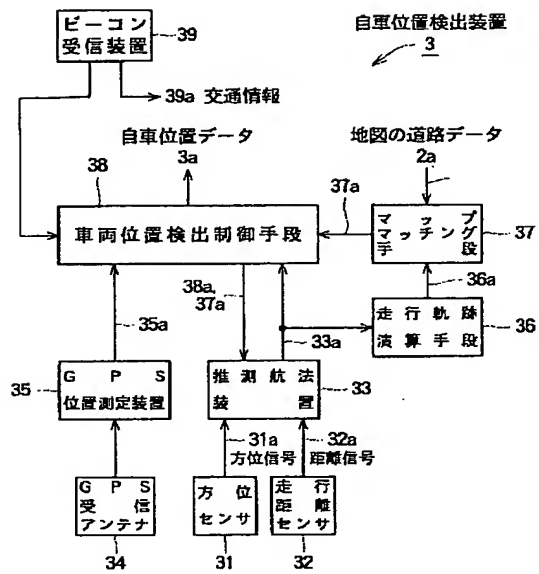 ビーコン
受信装置
39
自車位置検出装置
3
39a 交通情報
自車位置データ
3a
地図の道路データ
2a
38
車両位置検出制御手段
37a
マップ
マッチング
手段
37
36a
38a,
37a
33a
走行軌跡
演算手段
36
35a
35
GPS
位置測定装置
推測航法
装置
33
31a
方位信号
32a
距離信号
GPS
受信
アンテナ
34
方位
センサ
31
走行
距離
センサ
32